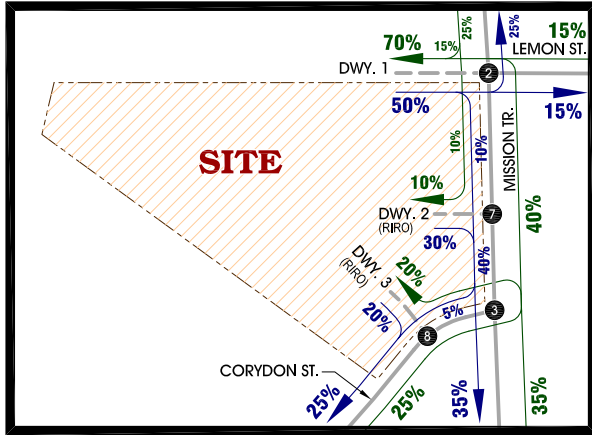 25%
25%
15%
70%
15%
LEMON ST.
DWY. 1
2
50%
15%
10%
10%
SITE
MISSION TR.
10%
40%
DWY. 2
(RIRO)
7
30%
DWY. 3
(RIRO)
20%
40%
20%
5%
3
8
CORYDON ST.
25%
25%
35%
35%